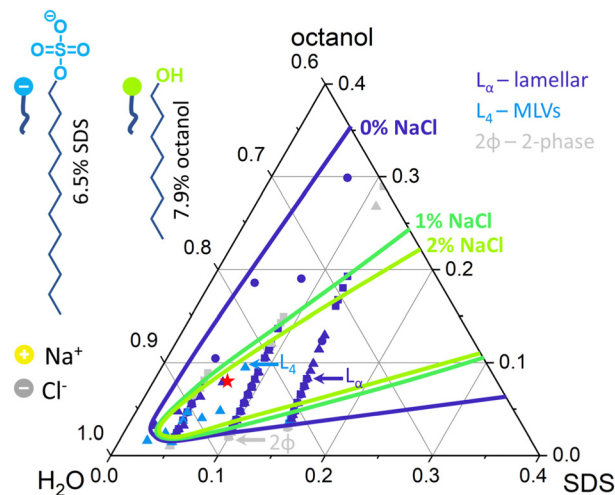 ⊖
O
O=S=O
O
OH
6.5% SDS
7.9% octanol
Na⁺
Cl⁻
octanol
Lα – lamellar
L₄ – MLVs
2ϕ – 2-phase
0% NaCl
1% NaCl
2% NaCl
0.6
0.7
0.8
0.9
1.0
0.4
0.3
0.2
0.1
0.0
L₄
Lα
2ϕ
0.0
0.1
0.2
0.3
0.4
H₂O
SDS